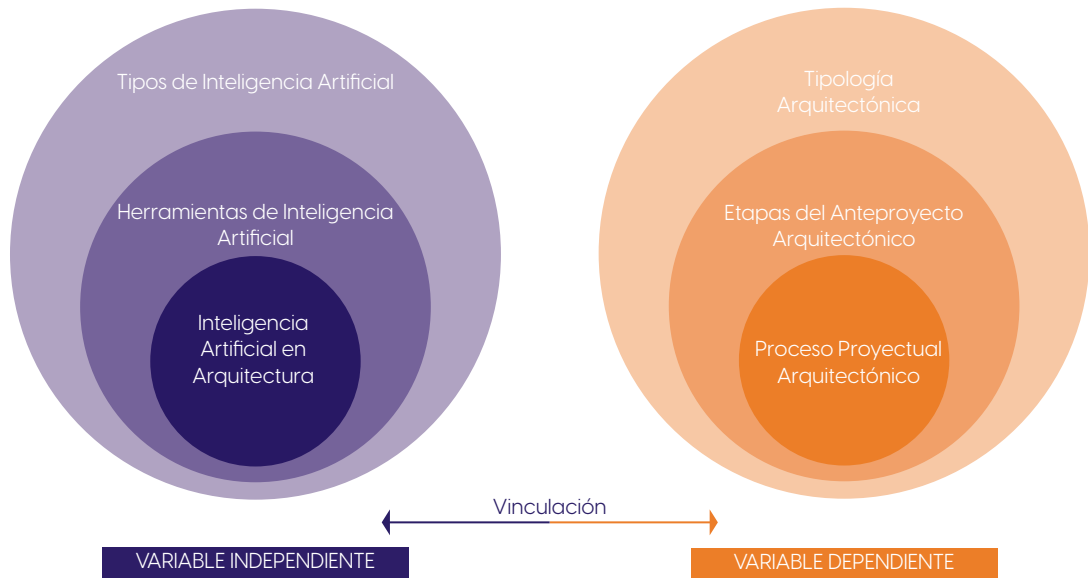 Tipos de Inteligencia Artificial
Herramientas de Inteligencia
Artificial
Inteligencia
Artificial en
Arquitectura
Tipología
Arquitectónica
Etapas del Anteproyecto
Arquitectónico
Proceso Proyectual
Arquitectónico
Vinculación
VARIABLE INDEPENDIENTE
VARIABLE DEPENDIENTE